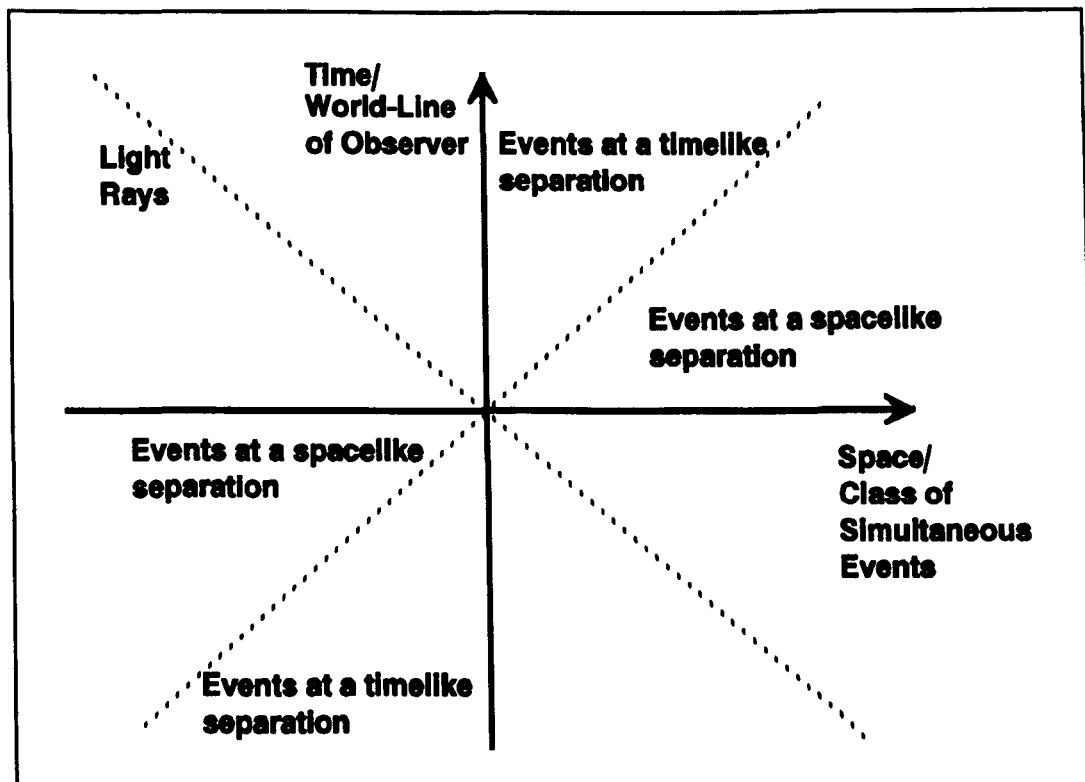 Time/
World-Line
of Observer
Events at a timelike
separation
Light
Rays
Events at a spacelike
separation
Events at a spacelike
separation
Space/
Class of
Simultaneous
Events
Events at a timelike
separation